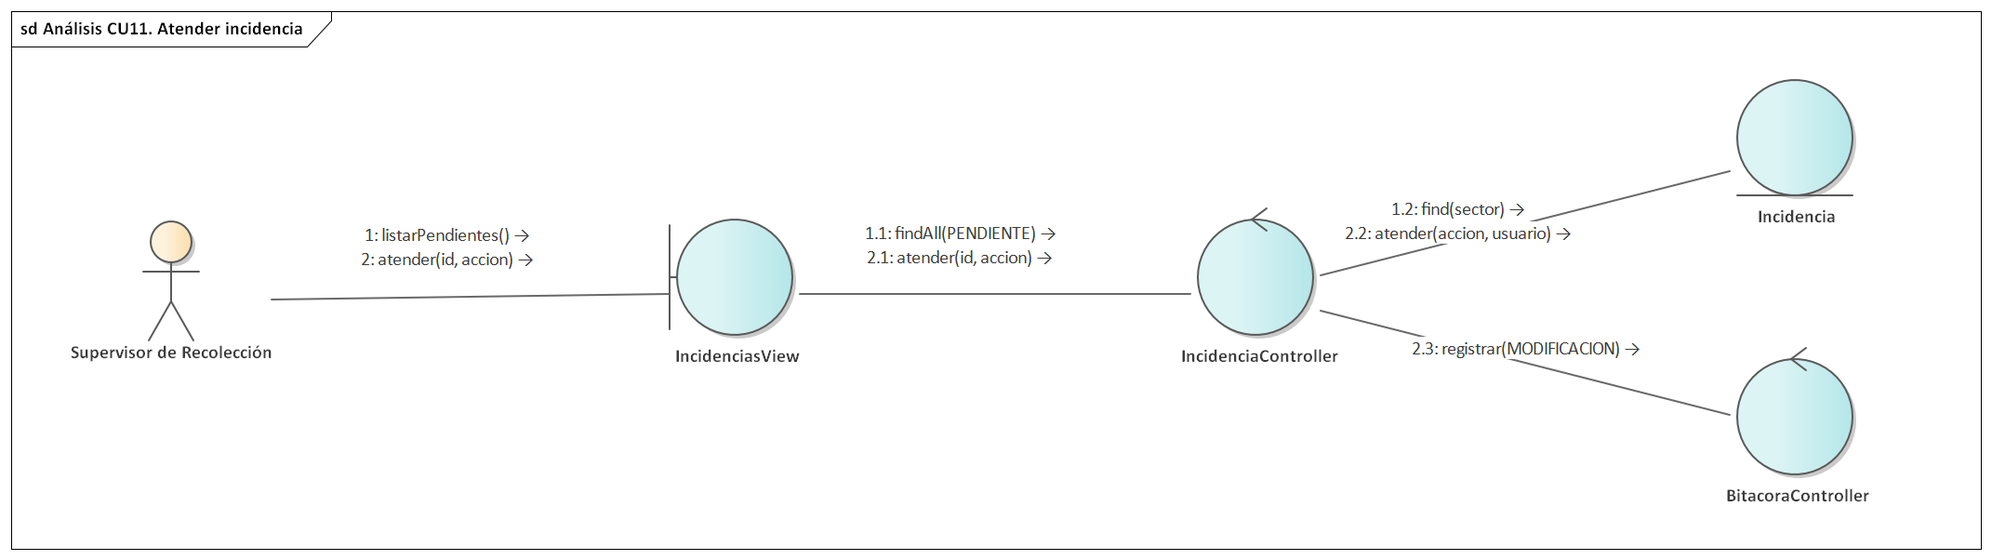 sd Análisis CU11. Atender incidencia
1: listarPendientes() →
2: atender(id, accion) →
1.1: findAll(PENDIENTE) →
2.1: atender(id, accion) →
1.2: find(sector) →
2.2: atender(accion, usuario) →
2.3: registrar(MODIFICACION) →
Supervisor de Recolección
IncidenciasView
IncidenciaController
Incidencia
BitacoraController